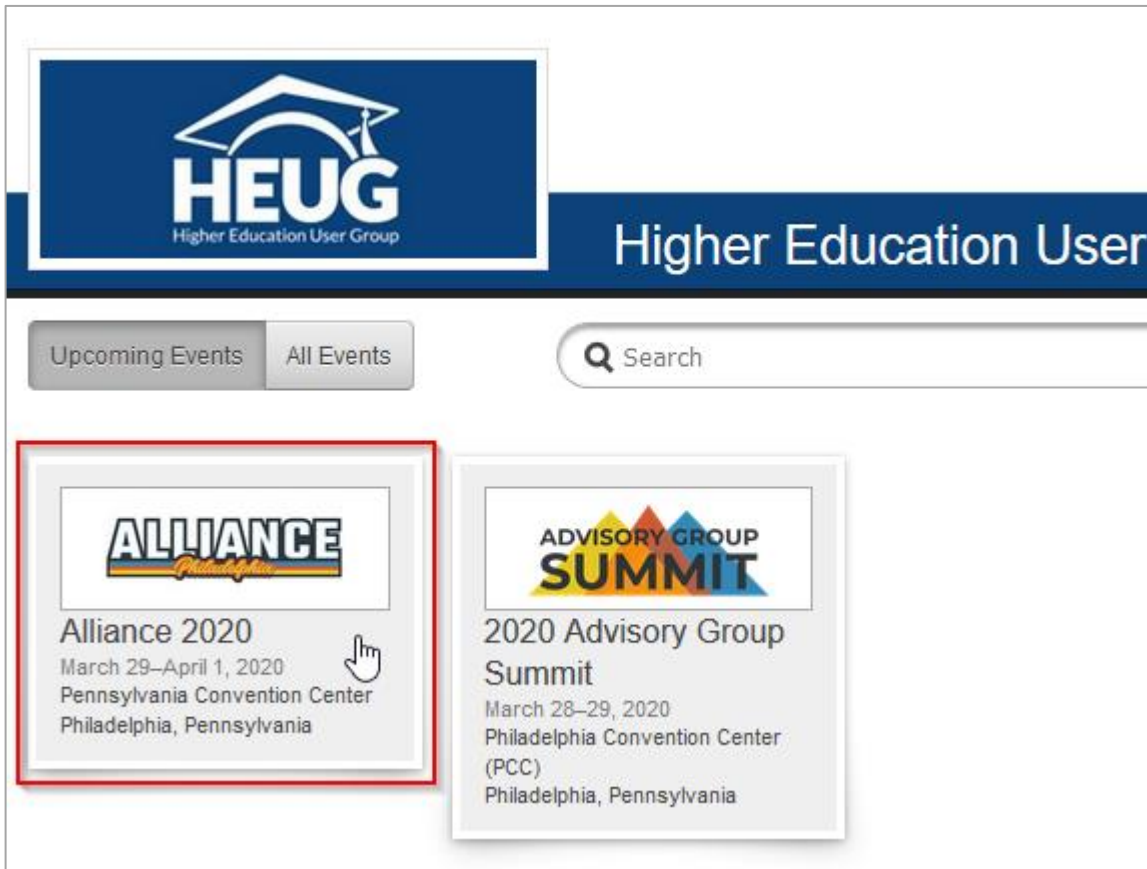 HEUG
Higher Education User Group
Higher Education User
Upcoming Events
All Events
Search
ALLIANCE
Philadelphia
Alliance 2020
March 29–April 1, 2020
Pennsylvania Convention Center
Philadelphia, Pennsylvania
ADVISORY GROUP
SUMMIT
2020 Advisory Group
Summit
March 28–29, 2020
Philadelphia Convention Center
(PCC)
Philadelphia, Pennsylvania